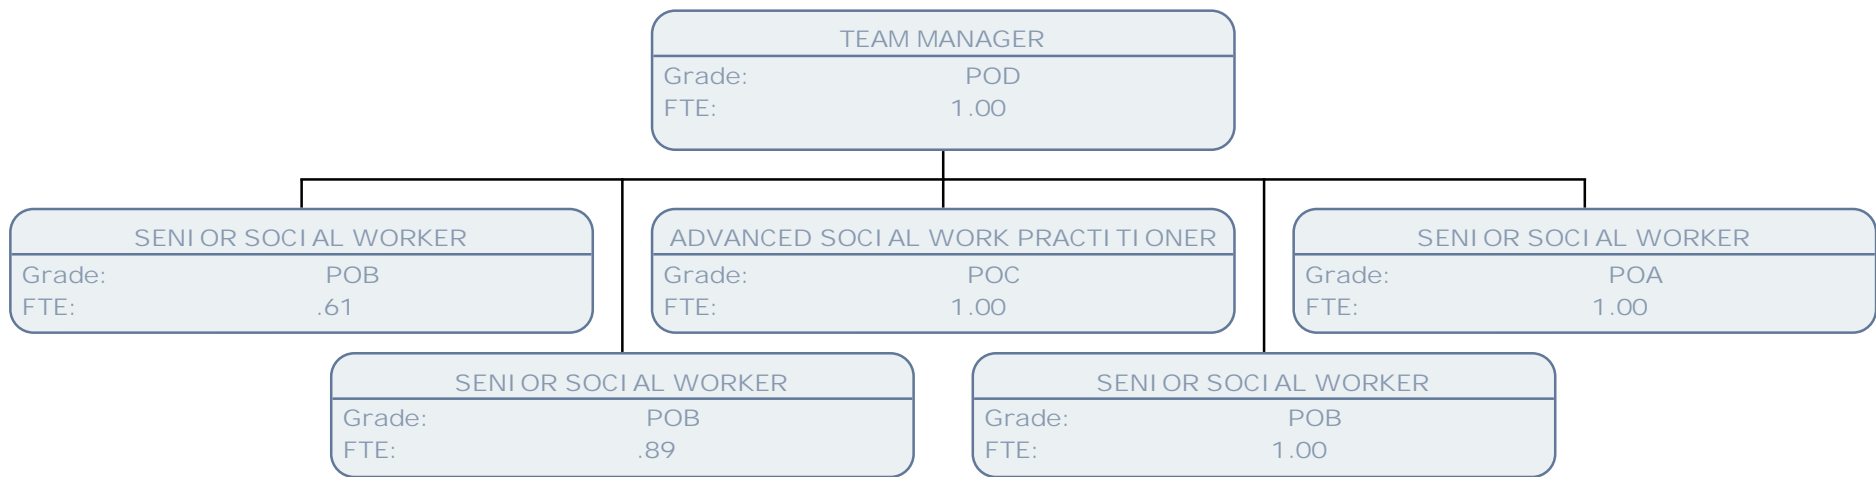 TEAM MANAGER
Grade: POD
FTE: 1.00
SENIOR SOCIAL WORKER
Grade: POB
FTE: .61
ADVANCED SOCIAL WORK PRACTITIONER
Grade: POC
FTE: 1.00
SENIOR SOCIAL WORKER
Grade: POA
FTE: 1.00
SENIOR SOCIAL WORKER
Grade: POB
FTE: .89
SENIOR SOCIAL WORKER
Grade: POB
FTE: 1.00